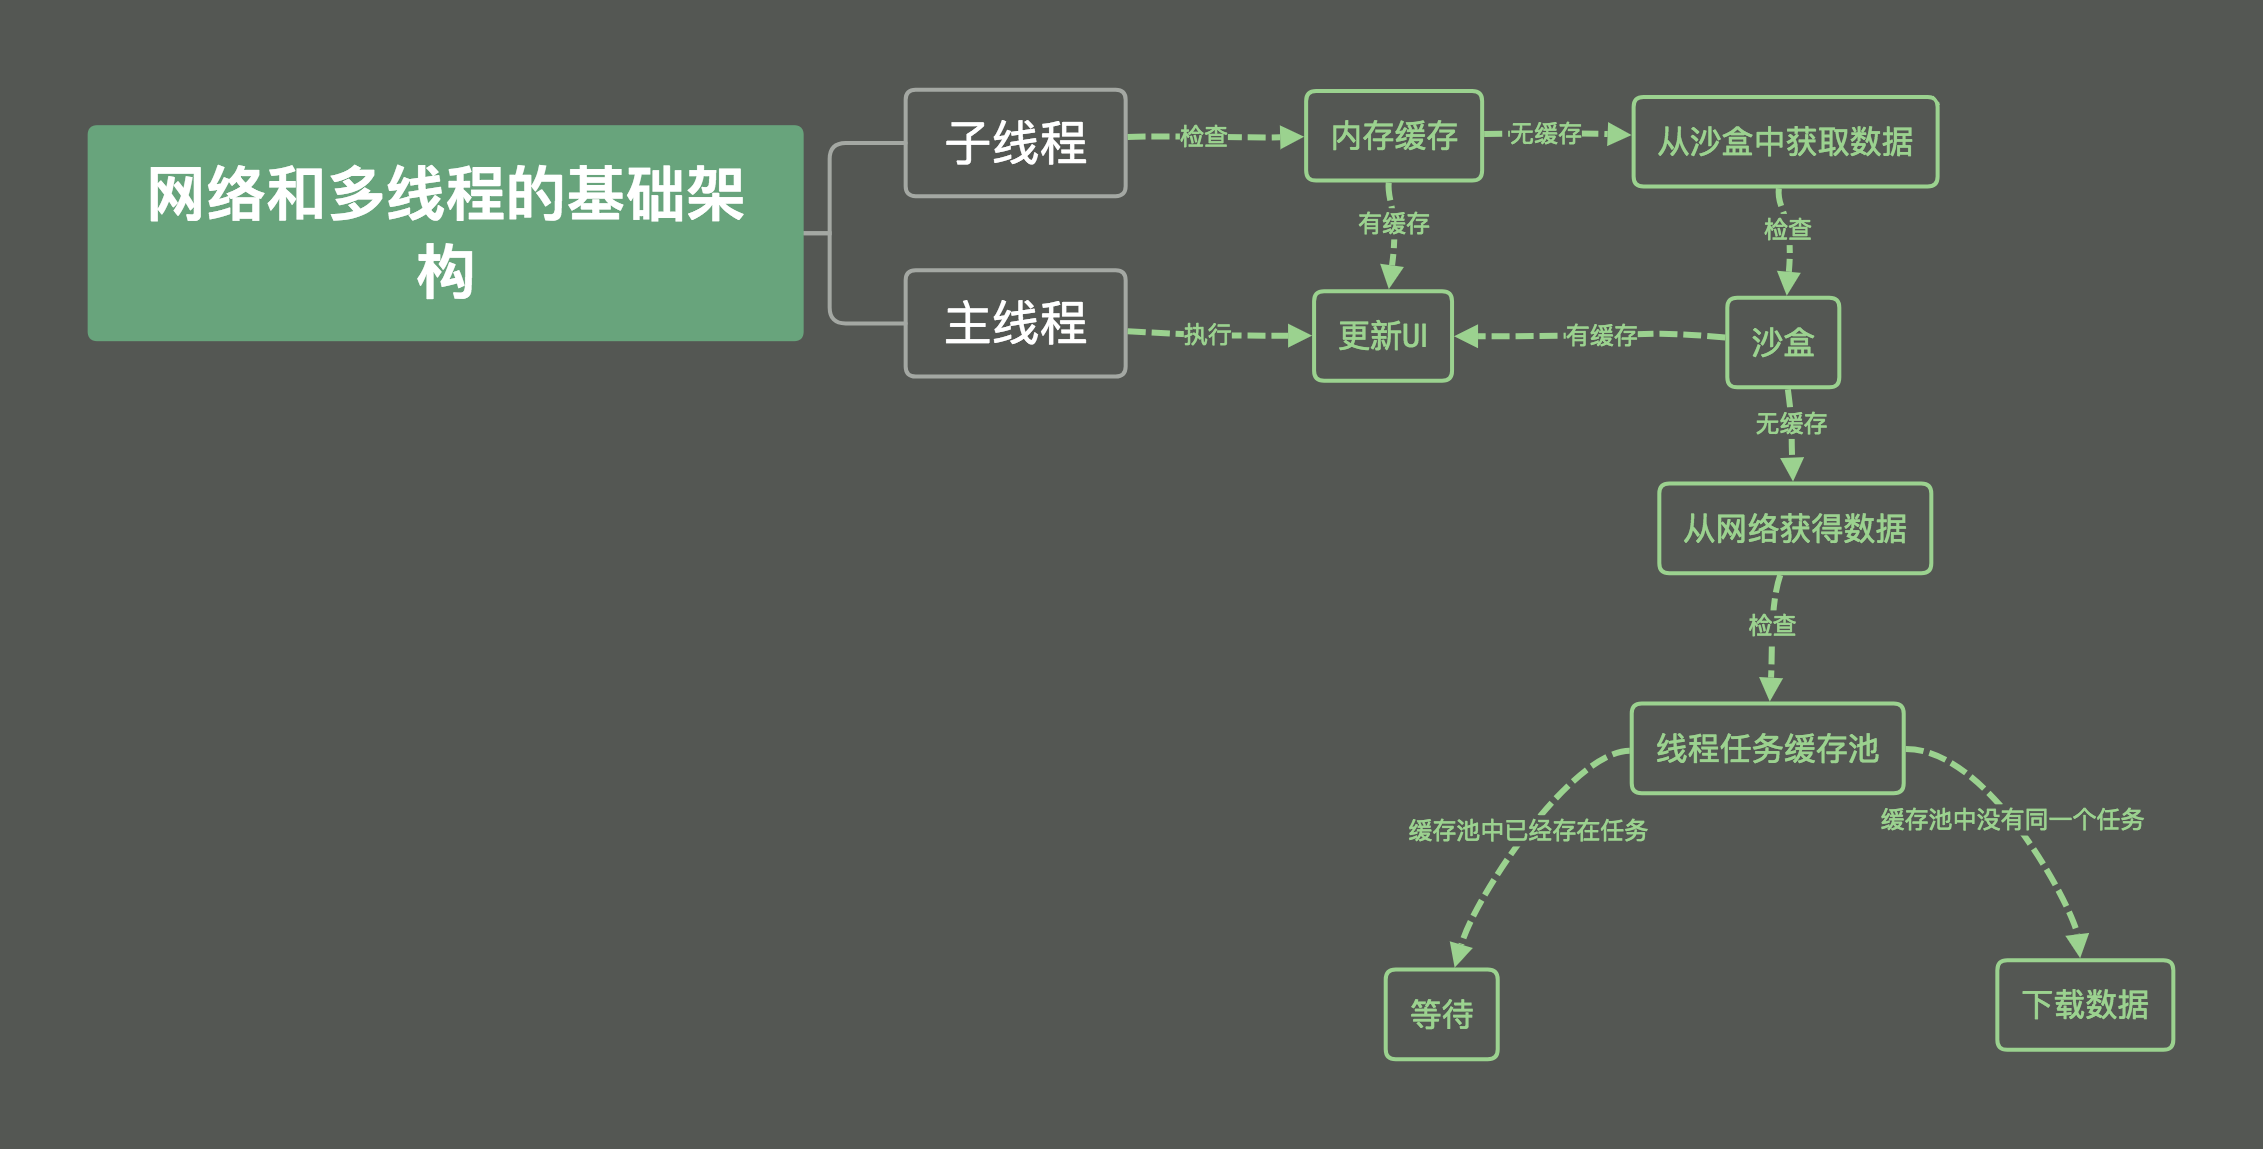 网络和多线程的基础架
构
子线程
检查
内存缓存
无缓存
从沙盒中获取数据
有缓存
检查
主线程
执行
更新UI
有缓存
沙盒
无缓存
从网络获得数据
检查
线程任务缓存池
缓存池中已经存在任务
缓存池中没有同一个任务
等待
下载数据